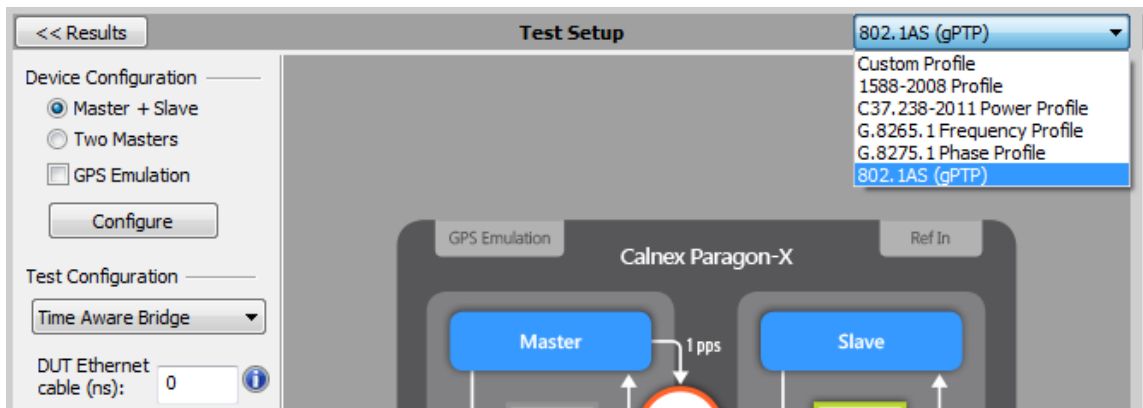 << Results
Test Setup
802.1AS (gPTP)
Custom Profile
1588-2008 Profile
C37.238-2011 Power Profile
G.8265.1 Frequency Profile
G.8275.1 Phase Profile
802.1AS (gPTP)
Device Configuration
Master + Slave
Two Masters
GPS Emulation
Configure
Test Configuration
Time Aware Bridge
DUT Ethernet
cable (ns):
0
i
GPS Emulation
Ref In
Calnex Paragon-X
Master
1 pps
Slave